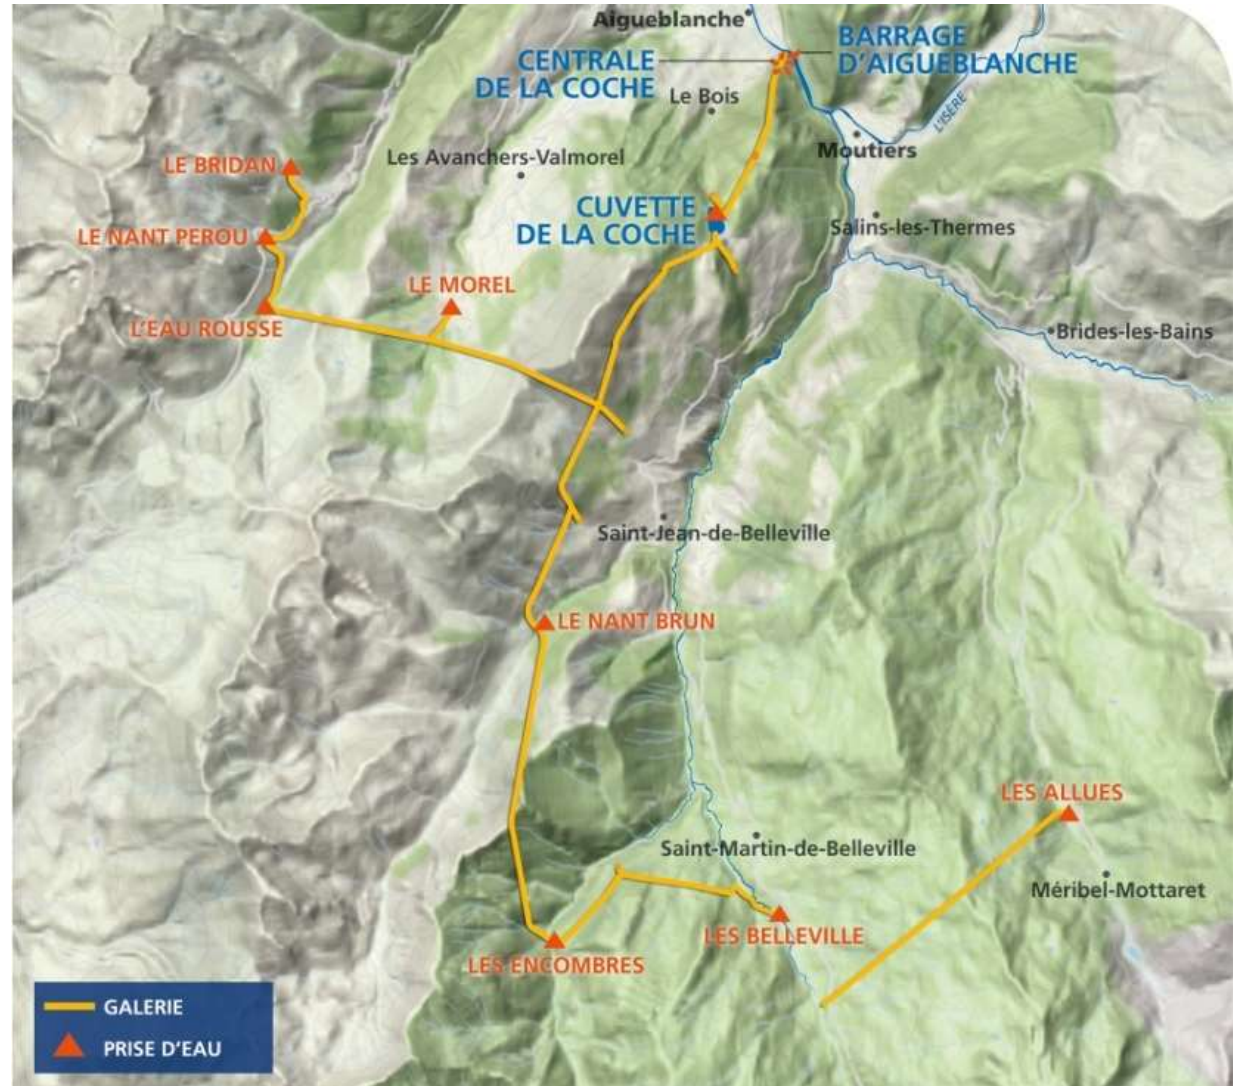 Aigueblanche
CENTRALE
DE LA COCHE
BARRAGE
D'AIGUEBLANCHE
Le Bois
L'ISÈRE
Moutiers
LE BRIDAN
Les Avanchers-Valmorel
CUVETTE
DE LA COCHE
Salins-les-Thermes
LE NANT PEROU
LE MOREL
L'EAU ROUSSE
Brides-les-Bains
Saint-Jean-de-Belleville
LE NANT BRUN
LES ALLUES
Saint-Martin-de-Belleville
Méribel-Mottaret
LES BELLEVILLE
LES ENCOMBRES
GALERIE
PRISE D'EAU